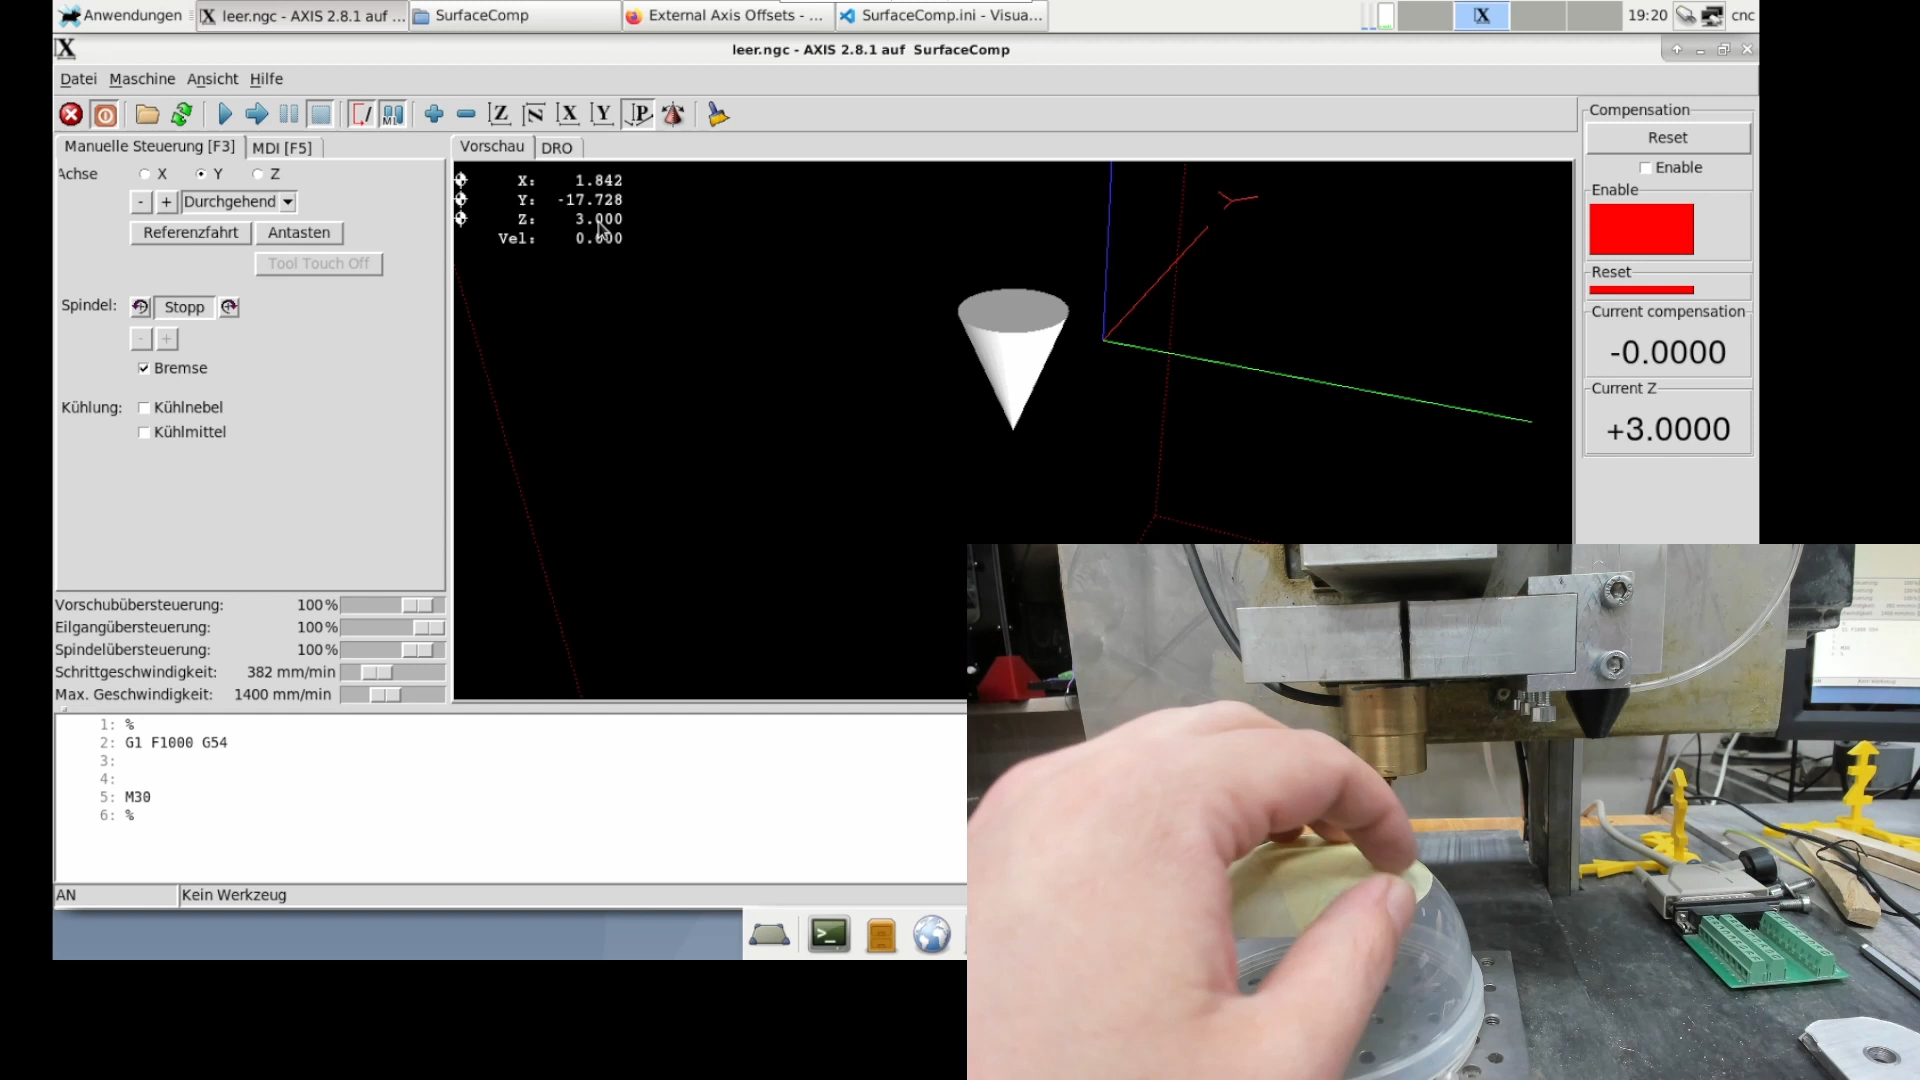 Anwendungen
leer.ngc - AXIS 2.8.1 auf ...
SurfaceComp
External Axis Offsets - ...
SurfaceComp.ini - Visua...
19:20
cnc
leer.ngc - AXIS 2.8.1 auf SurfaceComp
Datei Maschine Ansicht Hilfe
Manuelle Steuerung [F3] MDI [F5]
Achse X Y Z
- + Durchgehend
Referenzfahrt Antasten
Tool Touch Off
Spindel: Stopp
- +
Bremse
Kühlung: Kühlnebel
Kühlmittel
Vorschau DRO
X: 1.842
Y: -17.728
Z: 3.000
Vel: 0.000
Compensation
Reset
Enable
Enable
Reset
Current compensation
-0.0000
Current Z
+3.0000
Vorschubübersteuerung: 100 %
Eilgangübersteuerung: 100 %
Spindelübersteuerung: 100 %
Schrittgeschwindigkeit: 382 mm/min
Max. Geschwindigkeit: 1400 mm/min
1: %
2: G1 F1000 G54
3:
4:
5: M30
6: %
AN Kein Werkzeug